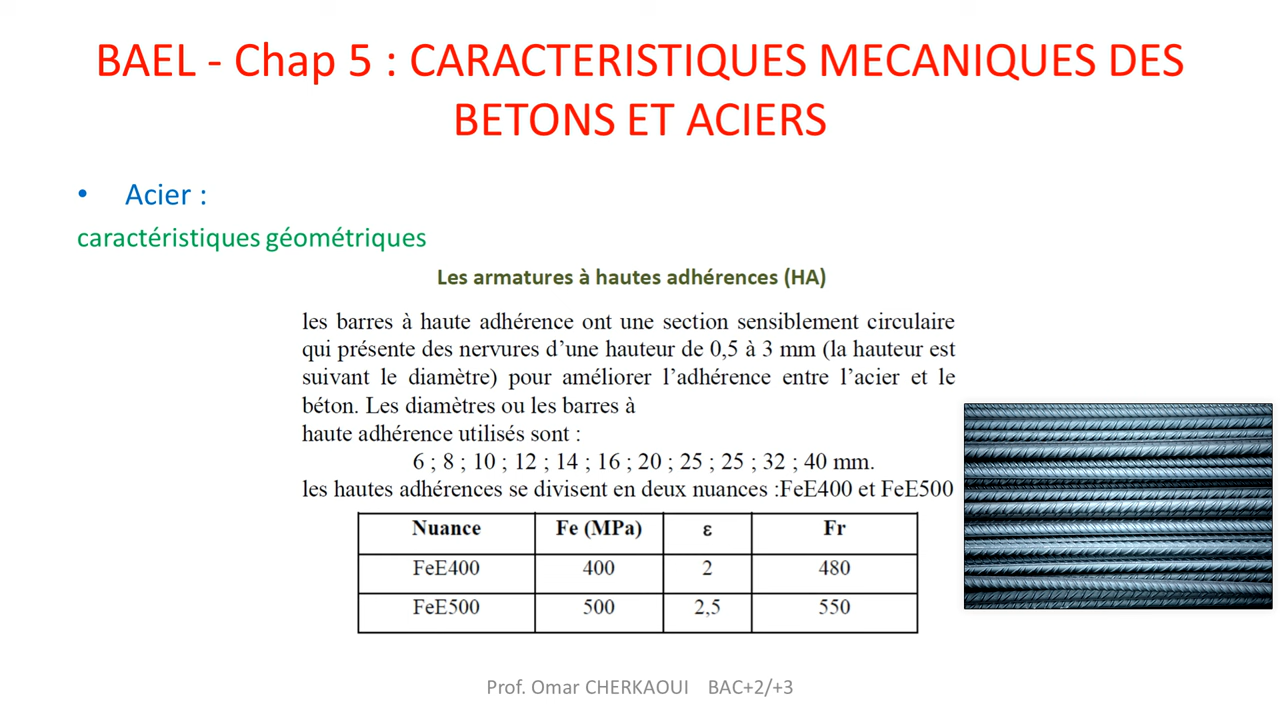 BAEL - Chap 5 : CARACTERISTIQUES MECANIQUES DES
BETONS ET ACIERS
• Acier :
caractéristiques géométriques
Les armatures à hautes adhérences (HA)
les barres à haute adhérence ont une section sensiblement circulaire
qui présente des nervures d’une hauteur de 0,5 à 3 mm (la hauteur est
suivant le diamètre) pour améliorer l’adhérence entre l’acier et le
béton. Les diamètres ou les barres à
haute adhérence utilisés sont :
6 ; 8 ; 10 ; 12 ; 14 ; 16 ; 20 ; 25 ; 25 ; 32 ; 40 mm.
les hautes adhérences se divisent en deux nuances :FeE400 et FeE500
Nuance Fe (MPa) ε Fr
FeE400 400 2 480
FeE500 500 2,5 550
Prof. Omar CHERKAOUI BAC+2/+3